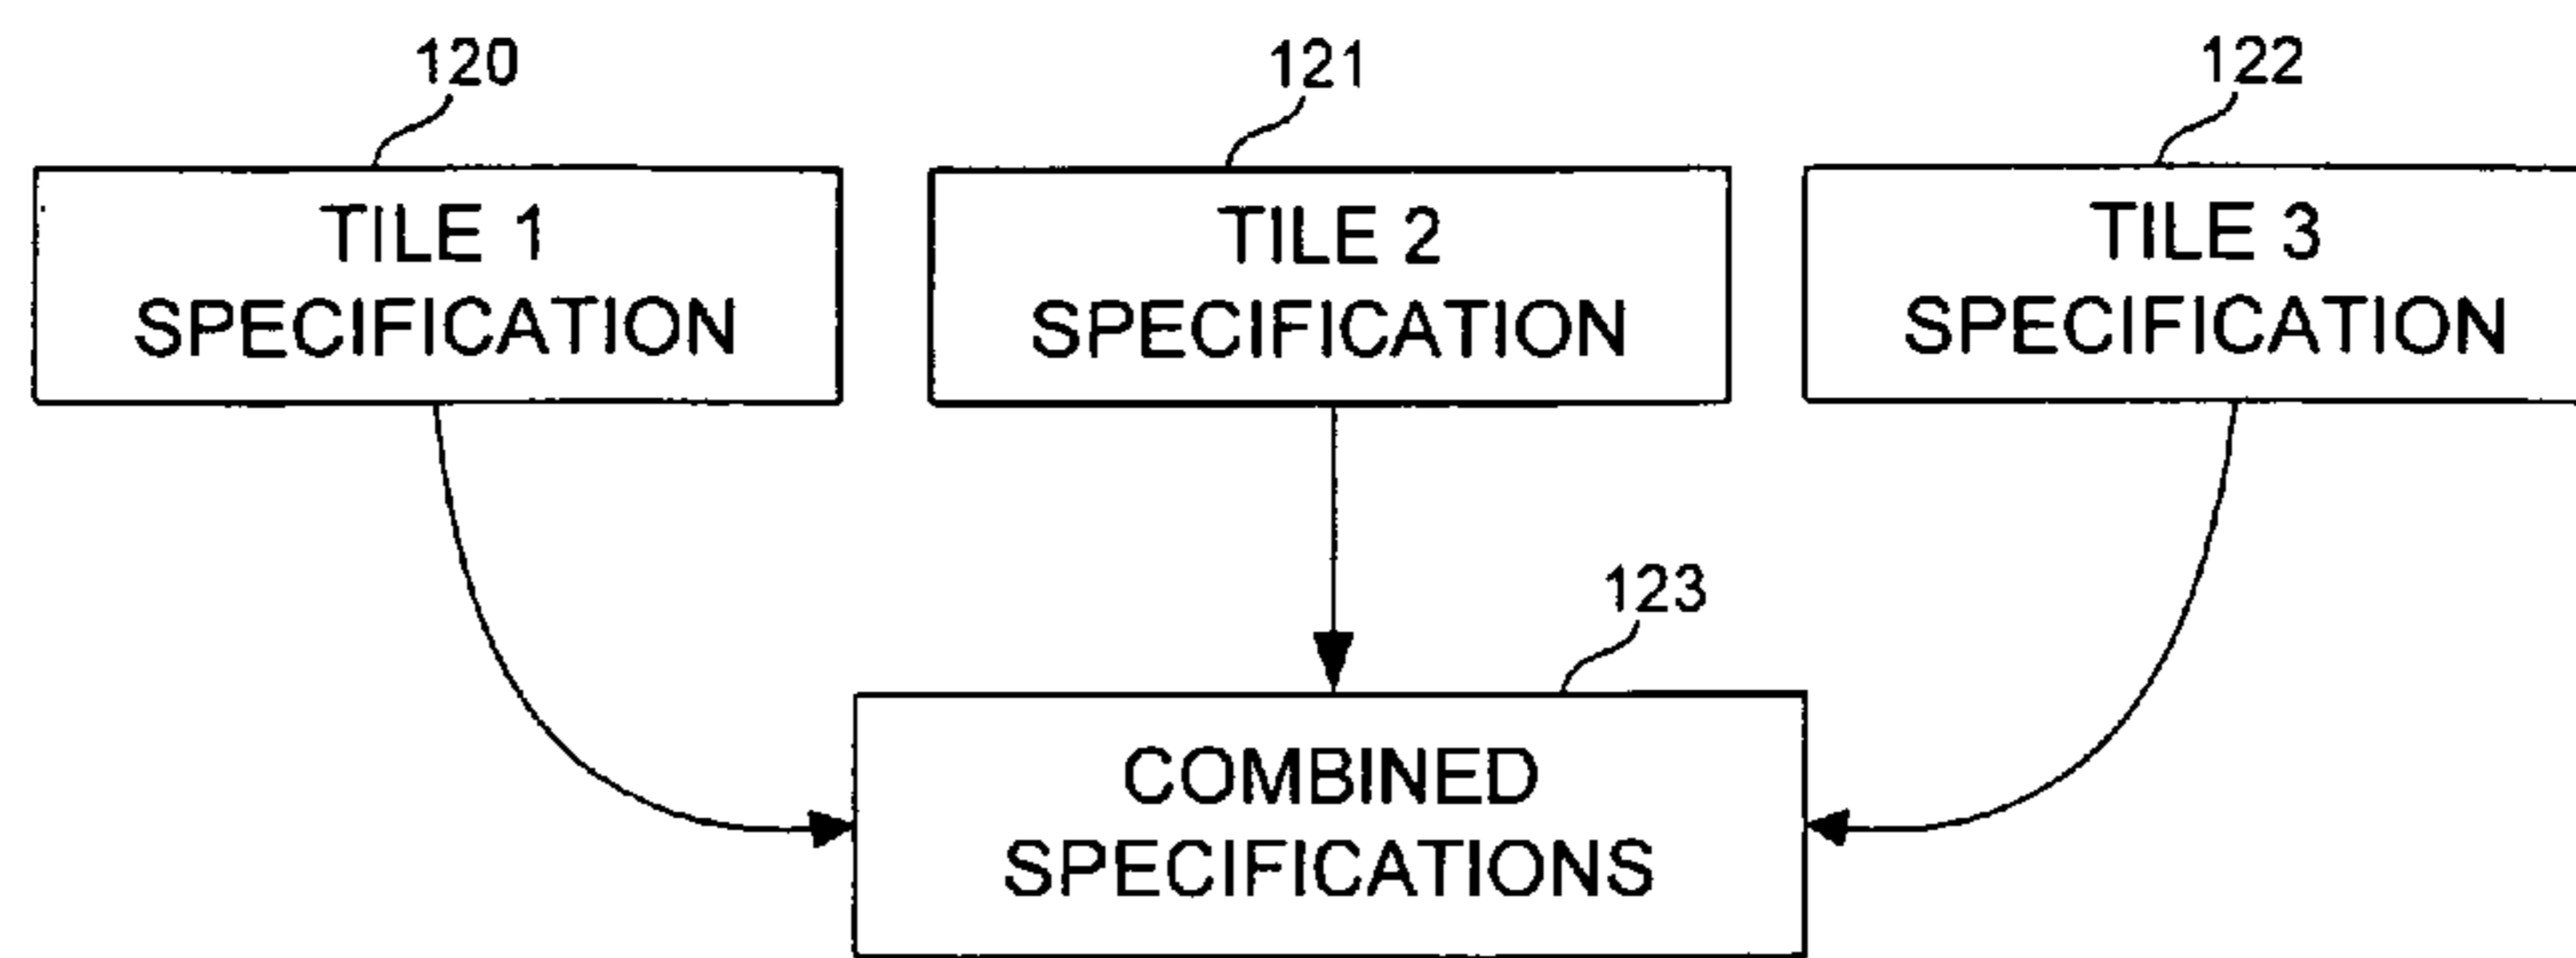 120
121
122
TILE 1
SPECIFICATION
TILE 2
SPECIFICATION
TILE 3
SPECIFICATION
123
COMBINED
SPECIFICATIONS